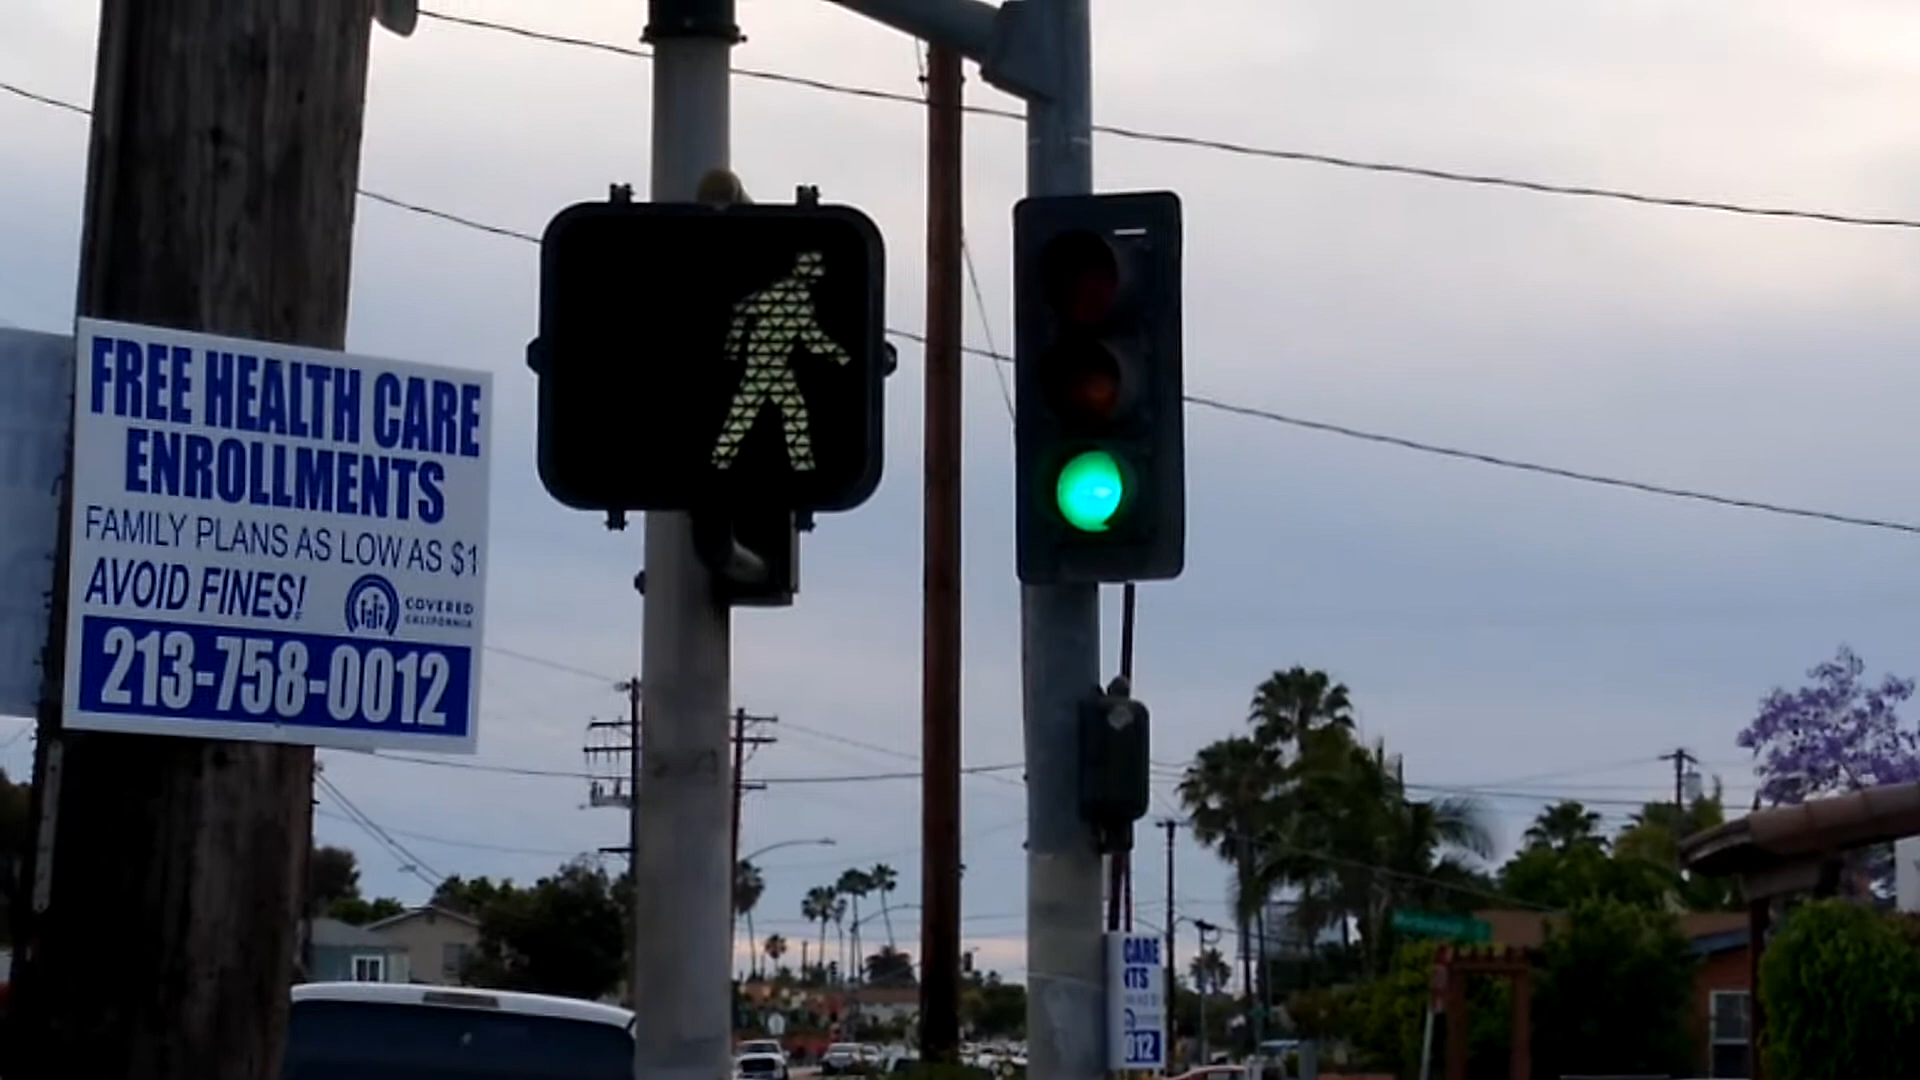 FREE HEALTH CARE
ENROLLMENTS
FAMILY PLANS AS LOW AS $1
AVOID FINES!
COVERED
CALIFORNIA
213-758-0012
CARE
NTS
012